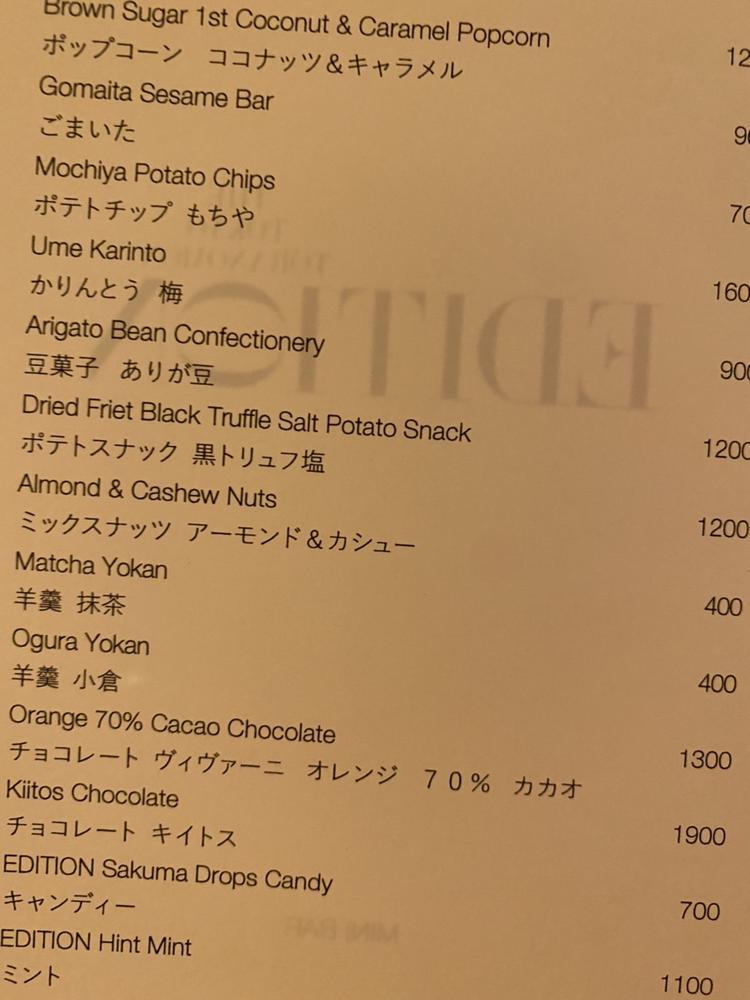 Brown Sugar 1st Coconut & Caramel Popcorn
ポップコーン ココナッツ＆キャラメル
Gomaita Sesame Bar
ごまいた
Mochiya Potato Chips
ポテトチップ もちや
Ume Karinto 160
かりんとう 梅
Arigato Bean Confectionery 900
豆菓子 ありが豆
Dried Friet Black Truffle Salt Potato Snack 1200
ポテトスナック 黒トリュフ塩
Almond & Cashew Nuts 1200
ミックスナッツ アーモンド＆カシュー
Matcha Yokan 400
羊羹 抹茶
Ogura Yokan 400
羊羹 小倉
Orange 70% Cacao Chocolate 1300
チョコレート ヴィヴァーニ オレンジ ７０％ カカオ
Kiitos Chocolate 1900
チョコレート キイトス
EDITION Sakuma Drops Candy 700
キャンディー
EDITION Hint Mint 1100
ミント
EDITION
MINI BAR